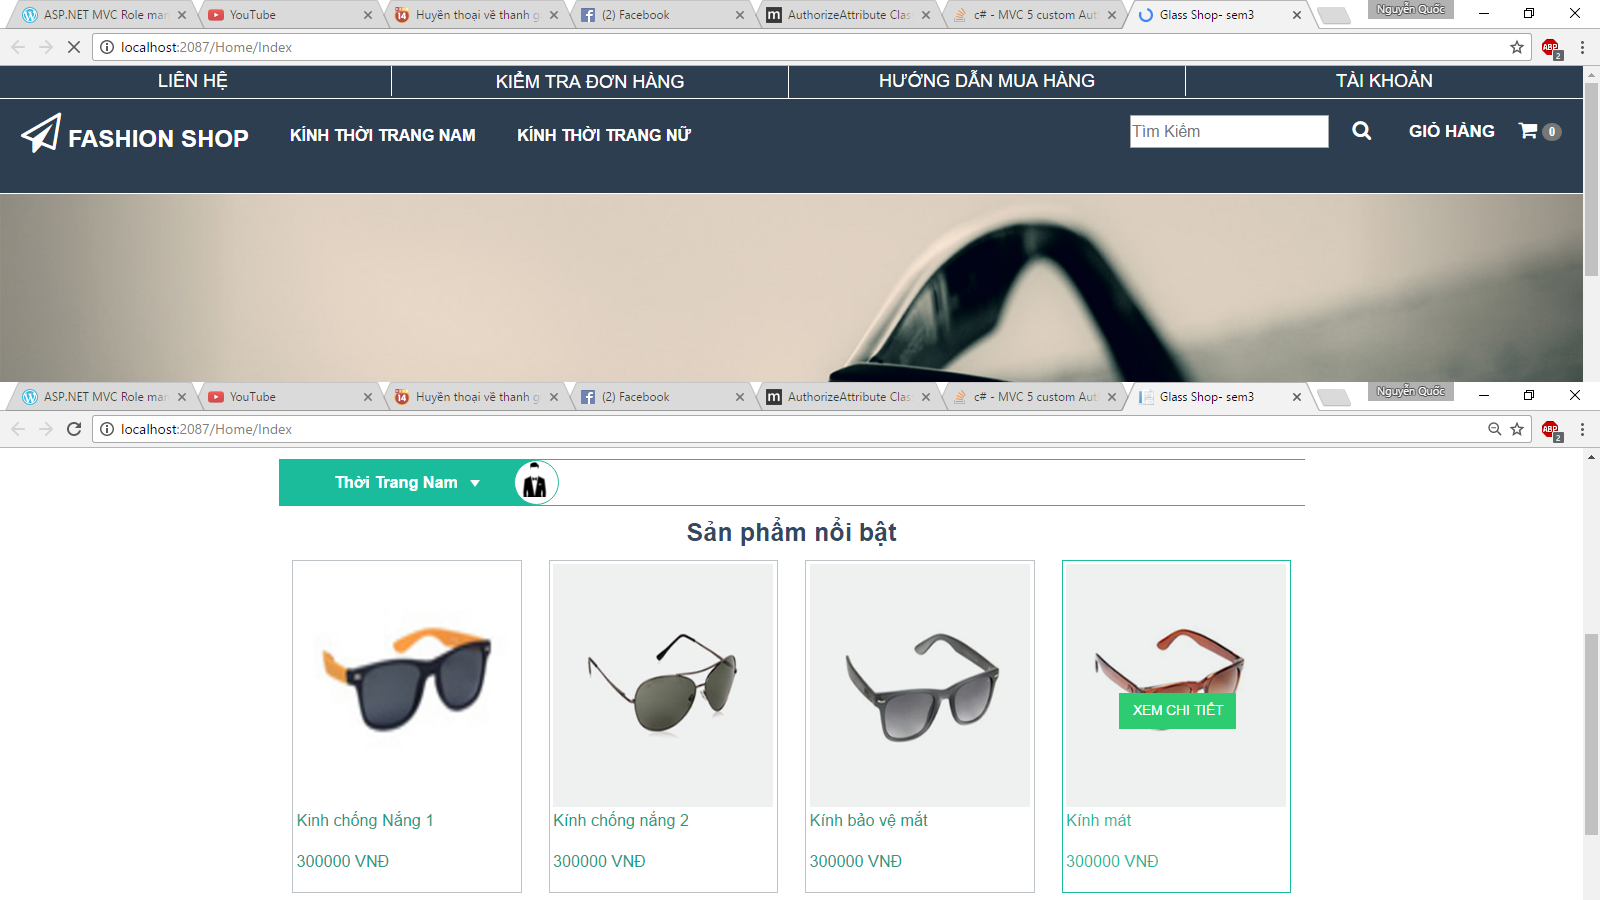 ASP.NET MVC Role mar
YouTube
Huyền thoại về thanh g
(2) Facebook
AuthorizeAttribute Clas
c# - MVC 5 custom Aut
Glass Shop- sem3
Nguyễn Quốc
localhost:2087/Home/Index
ABP
2
LIÊN HỆ
KIỂM TRA ĐƠN HÀNG
HƯỚNG DẪN MUA HÀNG
TÀI KHOẢN
FASHION SHOP
KÍNH THỜI TRANG NAM
KÍNH THỜI TRANG NỮ
Tìm Kiếm
GIỎ HÀNG
0
ASP.NET MVC Role mar
YouTube
Huyền thoại về thanh g
(2) Facebook
AuthorizeAttribute Clas
c# - MVC 5 custom Aut
Glass Shop- sem3
Nguyễn Quốc
localhost:2087/Home/Index
ABP
2
Thời Trang Nam
Sản phẩm nổi bật
XEM CHI TIẾT
Kinh chống Nắng 1
Kính chống nắng 2
Kính bảo vệ mắt
Kính mát
300000 VNĐ
300000 VNĐ
300000 VNĐ
300000 VNĐ